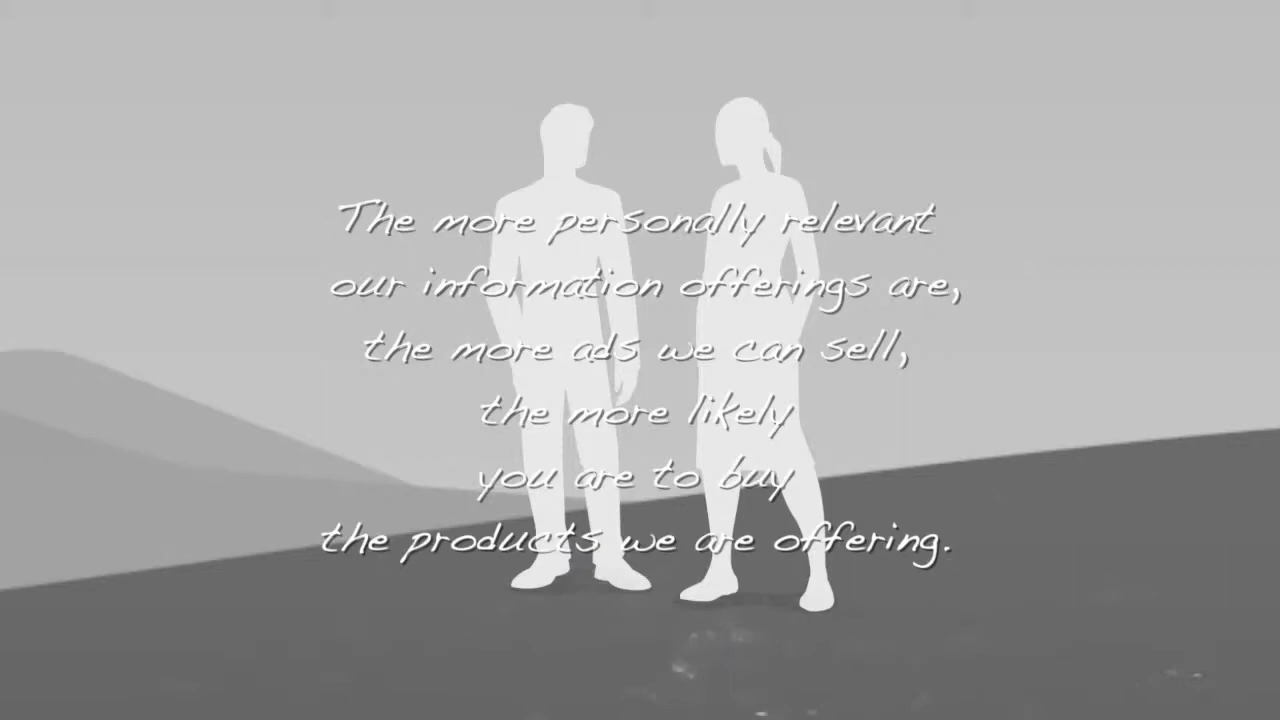 The more personally relevant
our information offerings are,
the more ads we can sell,
the more likely
you are to buy
the products we are offering.